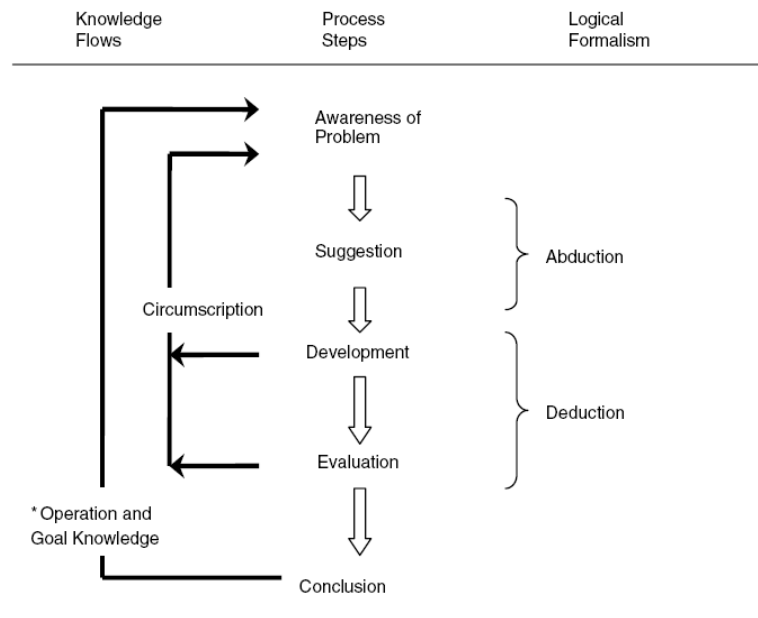 Knowledge
Flows
Process
Steps
Logical
Formalism
Awareness of
Problem
Suggestion
Abduction
Circumscription
Development
Deduction
Evaluation
* Operation and
Goal Knowledge
Conclusion